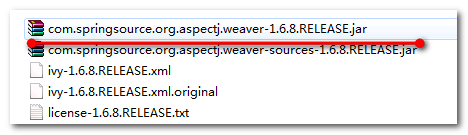 com.springsource.org.aspectj.weaver-1.6.8.RELEASE.jar
com.springsource.org.aspectj.weaver-sources-1.6.8.RELEASE.jar
ivy-1.6.8.RELEASE.xml
ivy-1.6.8.RELEASE.xml.original
license-1.6.8.RELEASE.txt